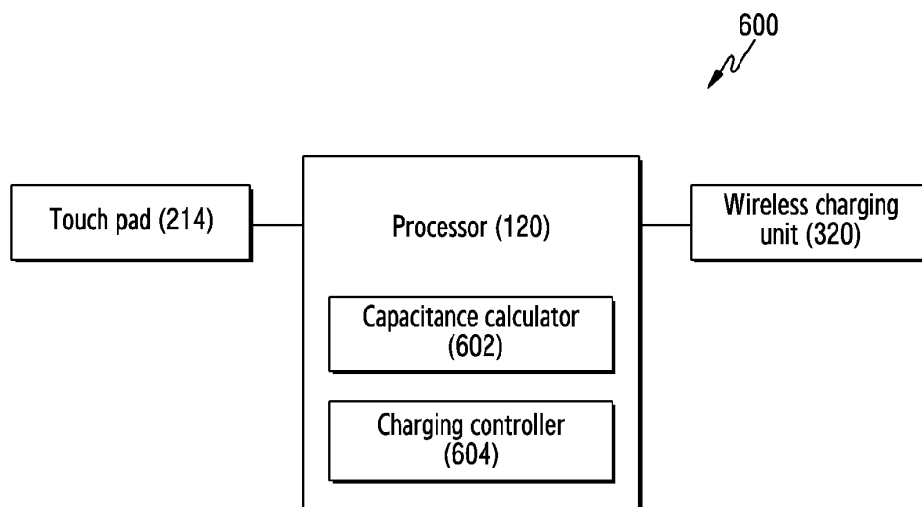 600
Touch pad (214)
Processor (120)
Wireless charging
unit (320)
Capacitance calculator
(602)
Charging controller
(604)